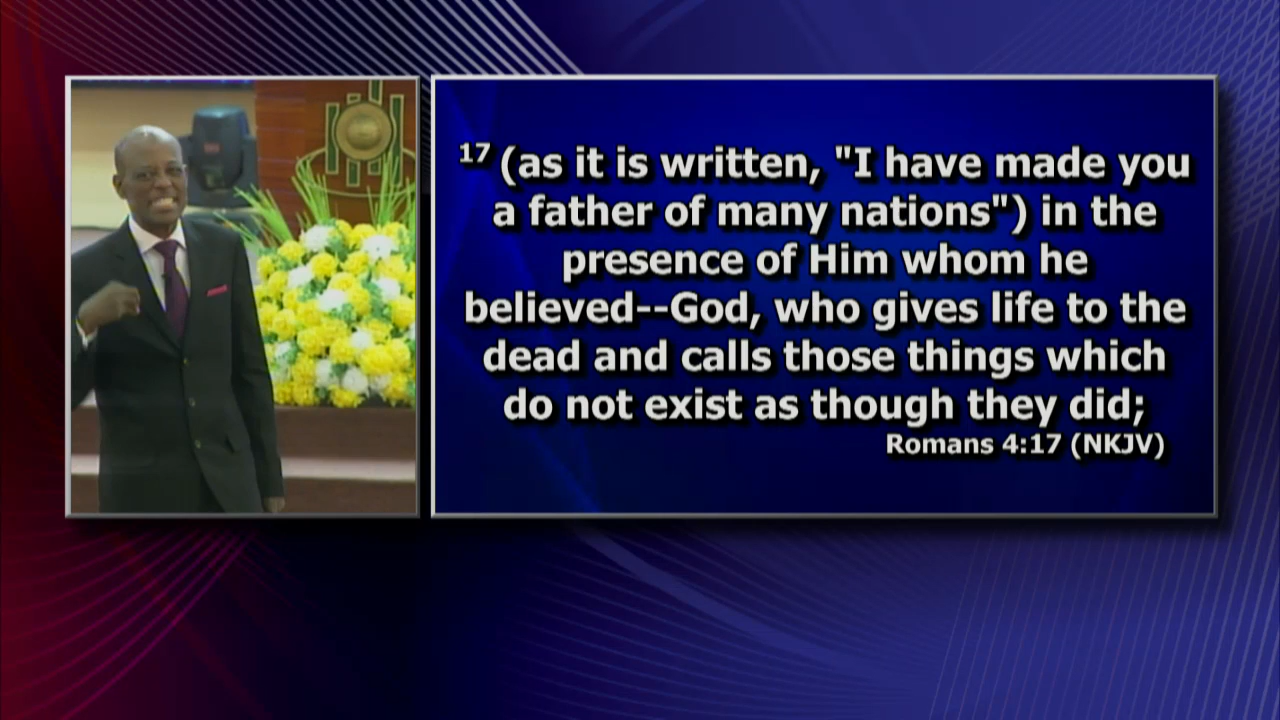 17 (as it is written, "I have made you
a father of many nations") in the
presence of Him whom he
believed--God, who gives life to the
dead and calls those things which
do not exist as though they did;
Romans 4:17 (NKJV)